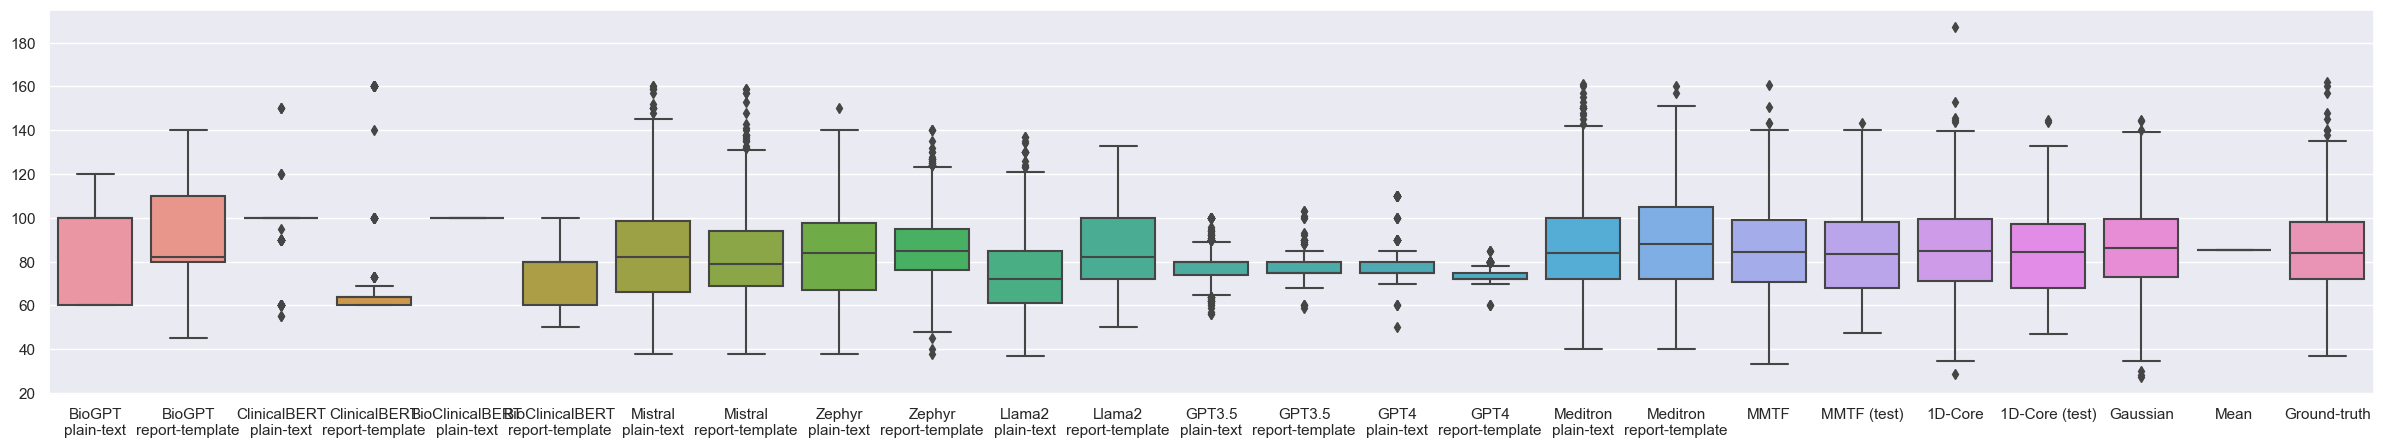 180
160
140
120
100
80
60
40
20
BioGPT
plain-text
BioGPT
report-template
ClinicalBERT
plain-text
ClinicalBERT
report-template
BioClinicalBERT
plain-text
BioClinicalBERT
report-template
Mistral
plain-text
Mistral
report-template
Zephyr
plain-text
Zephyr
report-template
Llama2
plain-text
Llama2
report-template
GPT3.5
plain-text
GPT3.5
report-template
GPT4
plain-text
GPT4
report-template
Meditron
plain-text
Meditron
report-template
MMTF
MMTF (test)
1D-Core
1D-Core (test)
Gaussian
Mean
Ground-truth